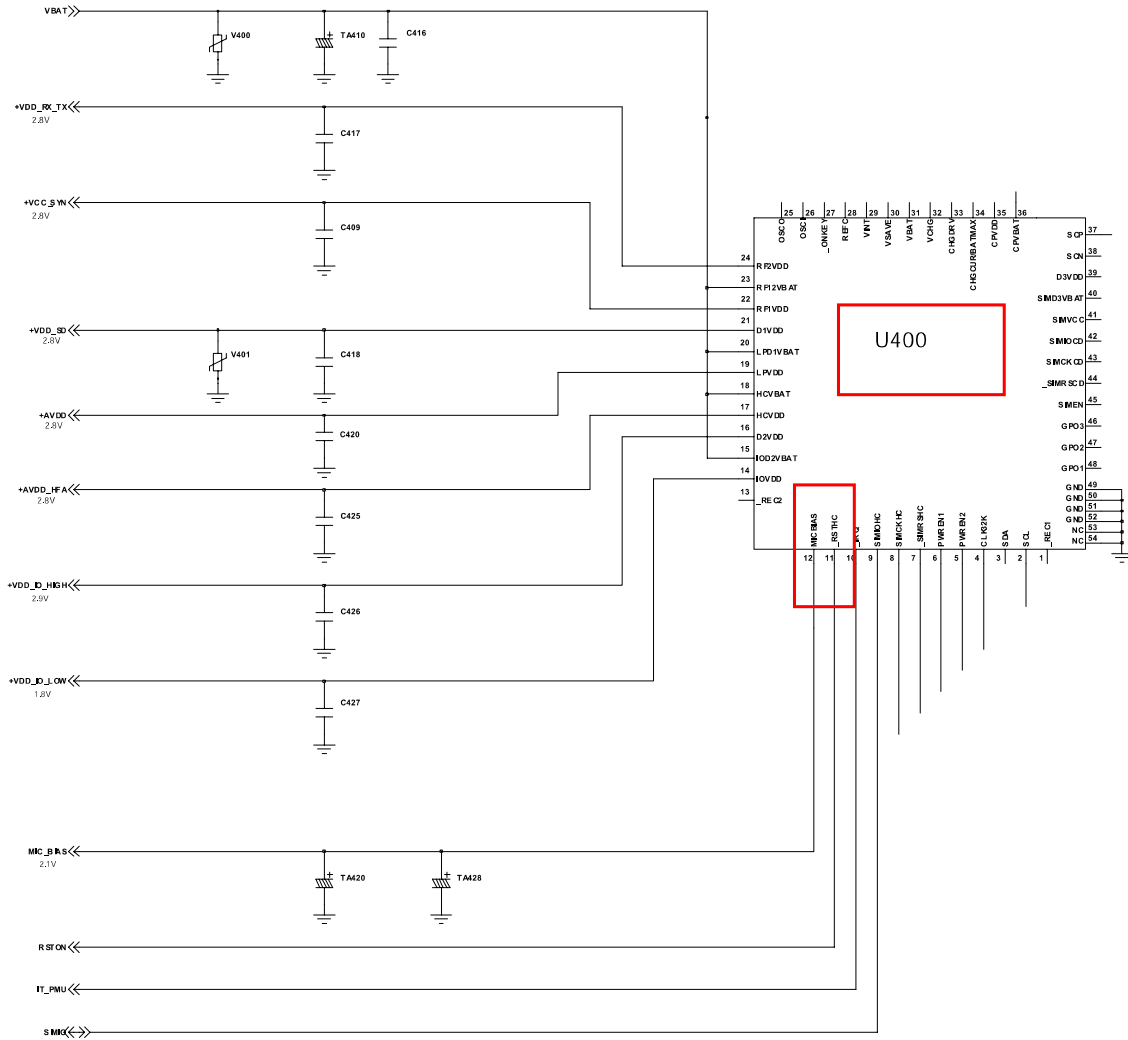 VBAT
V400
TA410
C416
+VDD_RX_TX
2.8V
C417
+VCC_SYN
2.8V
C409
+VDD_SD
2.8V
V401
C418
+AVDD
2.8V
C420
+AVDD_HFA
2.8V
C425
+VDD_IO_HIGH
2.9V
C426
+VDD_IO_LOW
1.8V
C427
MIC_BIAS
2.1V
TA420
TA428
RSTON
IT_PMU
U400
25 OSCO
26 OSCI
27 _ONKEY
28 REFC
29 VINT
30 VSAVE
31 VBAT
32 VCHG
33 CHGDRV
34 CHGCUR/BATMAX
35 CPVDD
36 CPVBAT
24 RF2VDD
23 RF12VBAT
22 RF1VDD
21 D1VDD
20 LPD1VBAT
19 LPVDD
18 HCVBAT
17 HCVDD
16 D2VDD
15 IOD2VBAT
14 IOVDD
13 _REC2
SCP 37
SCN 38
D3VDD 39
SIMD3VBAT 40
SIMVCC 41
SIMIOCD 42
SIMCKCD 43
_SIMRSCD 44
SIMEN 45
GPO3 46
GPO2 47
GPO1 48
GND 49
GND 50
GND 51
GND 52
NC 53
NC 54
12 MICBIAS
11 _RSTHC
10
9 SIMIOHC
8 SIMCKHC
7 _SIMRSHC
6 PWREN1
5 PWREN2
4 CLK32K
3 SDA
2 SCL
1 _REC1